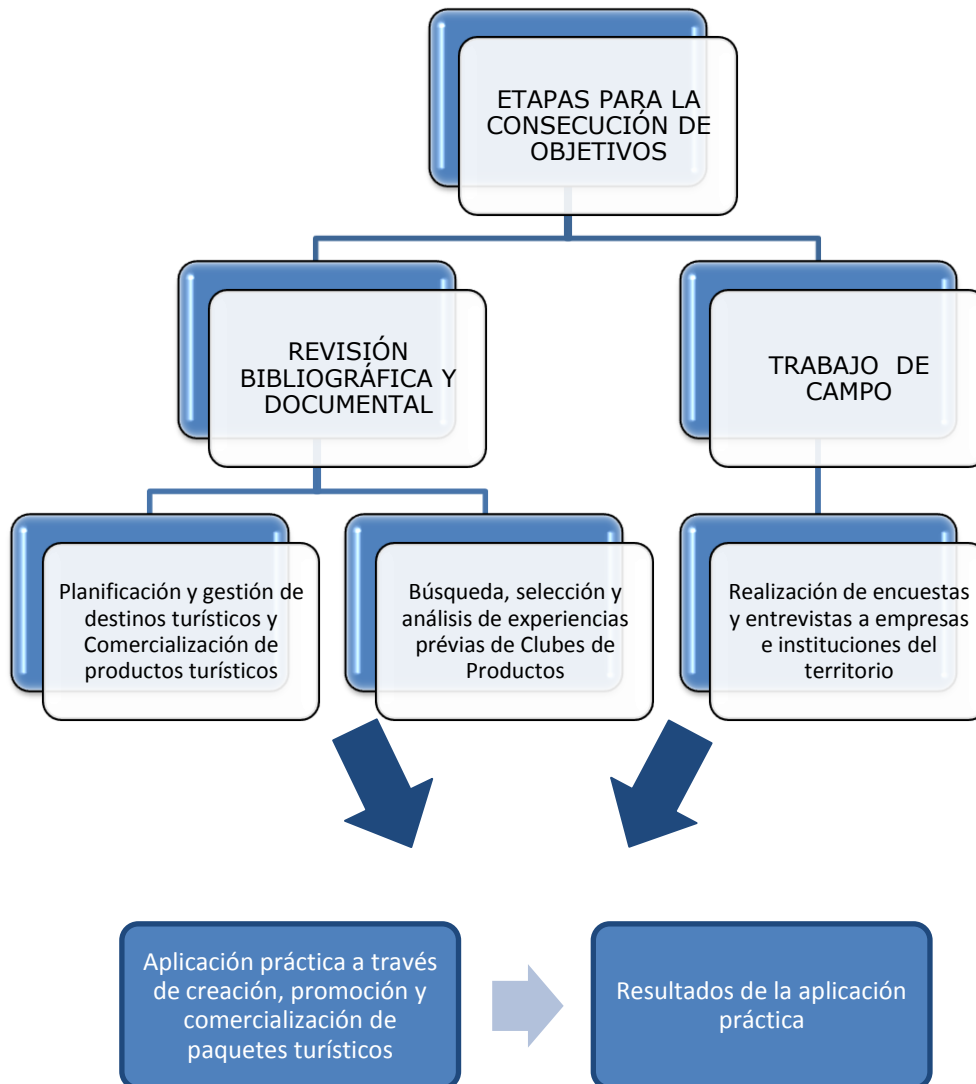 ETAPAS PARA LA
CONSECUCIÓN DE
OBJETIVOS
REVISIÓN
BIBLIOGRÁFICA Y
DOCUMENTAL
TRABAJO DE
CAMPO
Planificación y gestión de
destinos turísticos y
Comercialización de
productos turísticos
Búsqueda, selección y
análisis de experiencias
prévias de Clubes de
Productos
Realización de encuestas
y entrevistas a empresas
e instituciones del
territorio
Aplicación práctica a través
de creación, promoción y
comercialización de
paquetes turísticos
Resultados de la aplicación
práctica